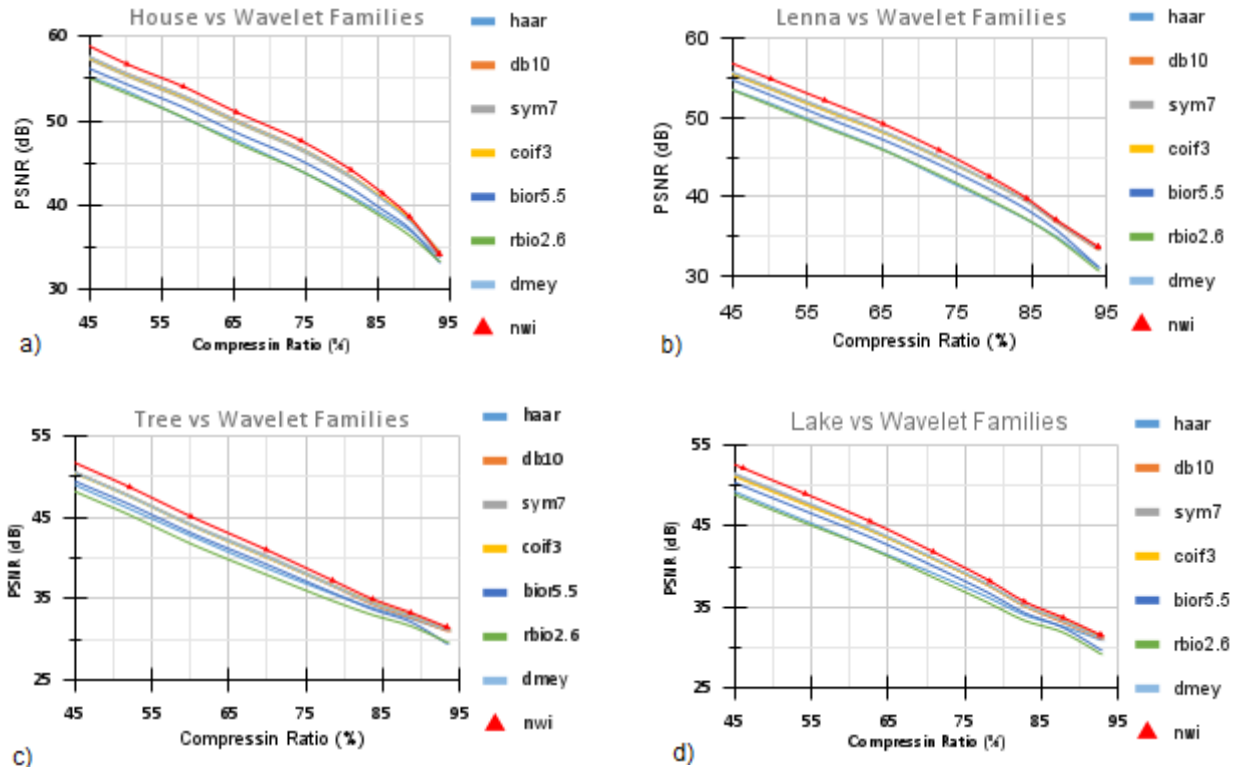 House vs Wavelet Families
PSNR (dB)
60
50
40
30
45 55 65 75 85 95
Compressin Ratio (%)
haar
db10
sym7
coif3
bior5.5
rbio2.6
dmey
nwi
a)
Lenna vs Wavelet Families
PSNR (dB)
60
50
40
30
45 55 65 75 85 95
Compressin Ratio (%)
haar
db10
sym7
coif3
bior5.5
rbio2.6
dmey
nwi
b)
Tree vs Wavelet Families
PSNR (dB)
55
45
35
25
45 55 65 75 85 95
Compressin Ratio (%)
haar
db10
sym7
coif3
bior5.5
rbio2.6
dmey
nwi
c)
Lake vs Wavelet Families
PSNR (dB)
55
45
35
25
45 55 65 75 85 95
Compressin Ratio (%)
haar
db10
sym7
coif3
bior5.5
rbio2.6
dmey
nwi
d)